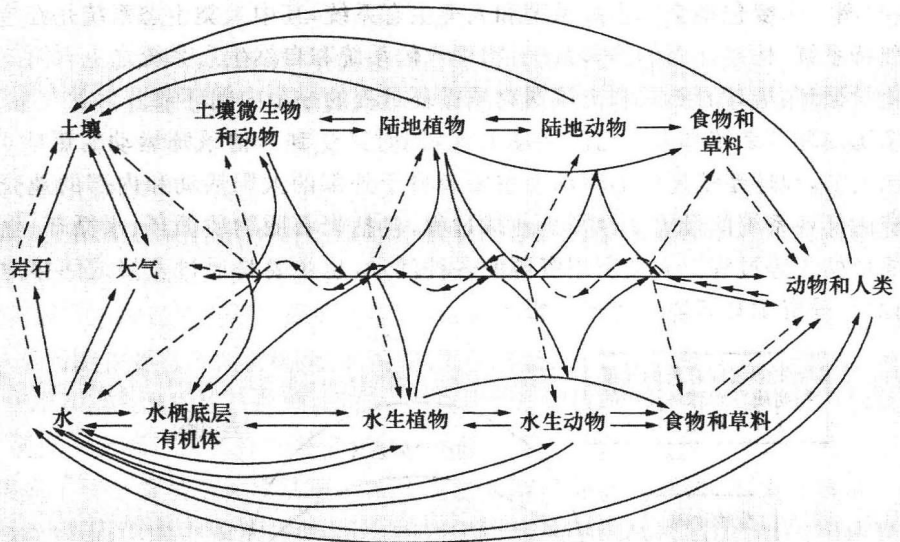 土壤
土壤微生物
和动物
陆地植物
陆地动物
食物和
草料
岩石
大气
动物和人类
水
水栖底层
有机体
水生植物
水生动物
食物和草料